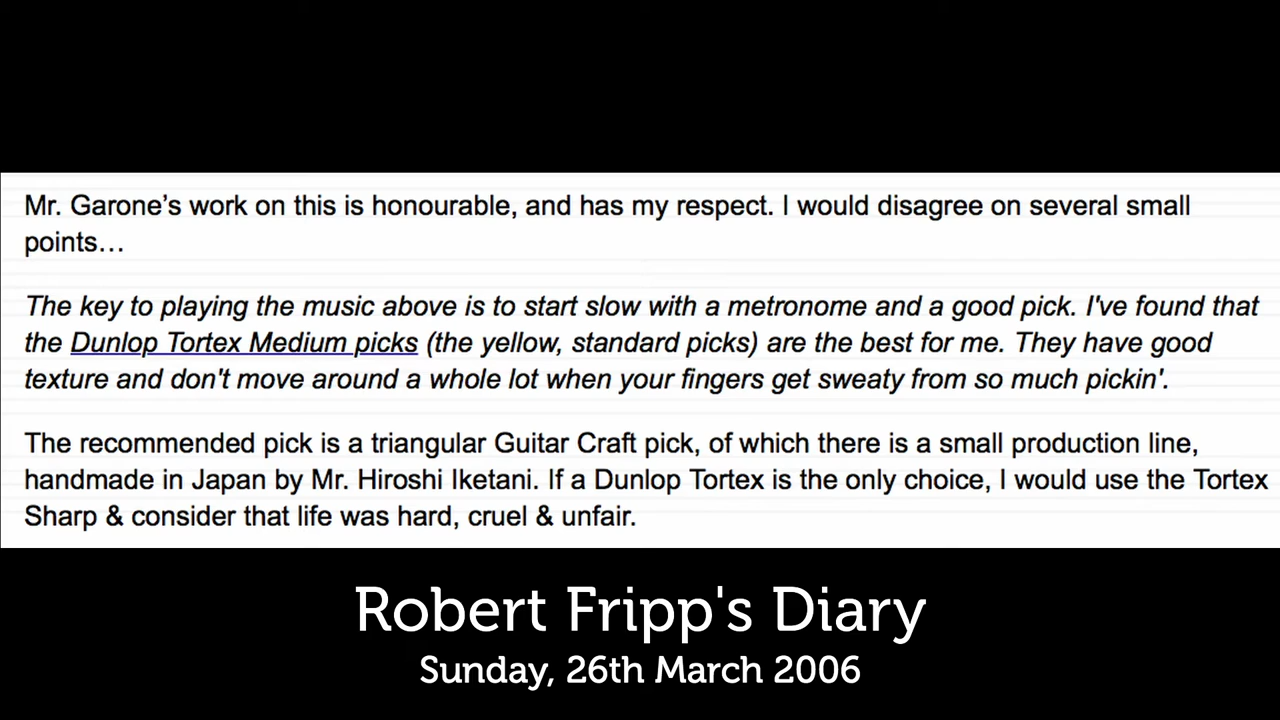 Mr. Garone’s work on this is honourable, and has my respect. I would disagree on several small
points…
The key to playing the music above is to start slow with a metronome and a good pick. I've found that
the Dunlop Tortex Medium picks (the yellow, standard picks) are the best for me. They have good
texture and don't move around a whole lot when your fingers get sweaty from so much pickin'.
The recommended pick is a triangular Guitar Craft pick, of which there is a small production line,
handmade in Japan by Mr. Hiroshi Iketani. If a Dunlop Tortex is the only choice, I would use the Tortex
Sharp & consider that life was hard, cruel & unfair.
Robert Fripp's Diary
Sunday, 26th March 2006